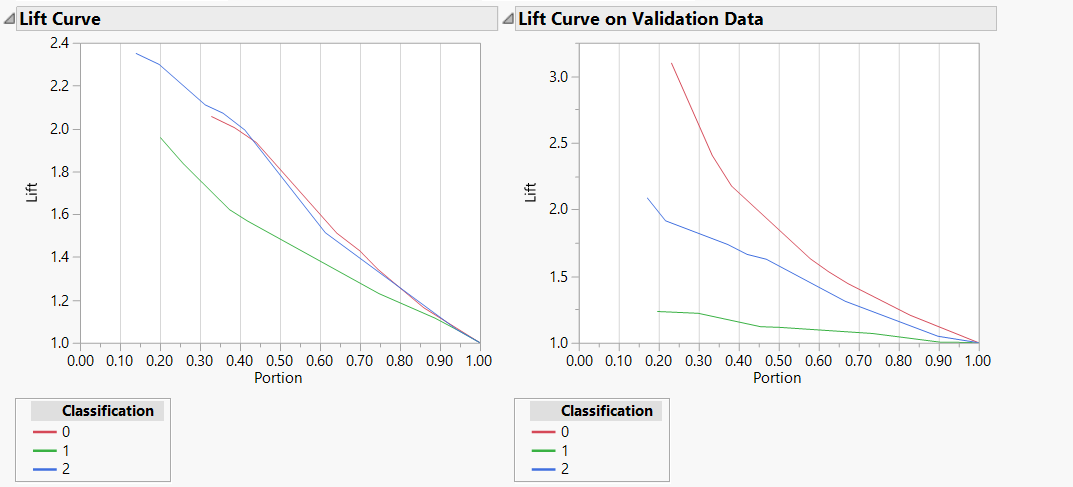 Lift Curve
2.4
2.2
2.0
1.8
1.6
1.4
1.2
1.0
Lift
0.00 0.10 0.20 0.30 0.40 0.50 0.60 0.70 0.80 0.90 1.00
Portion
Classification
0
1
2
Lift Curve on Validation Data
3.0
2.5
2.0
1.5
1.0
Lift
0.00 0.10 0.20 0.30 0.40 0.50 0.60 0.70 0.80 0.90 1.00
Portion
Classification
0
1
2